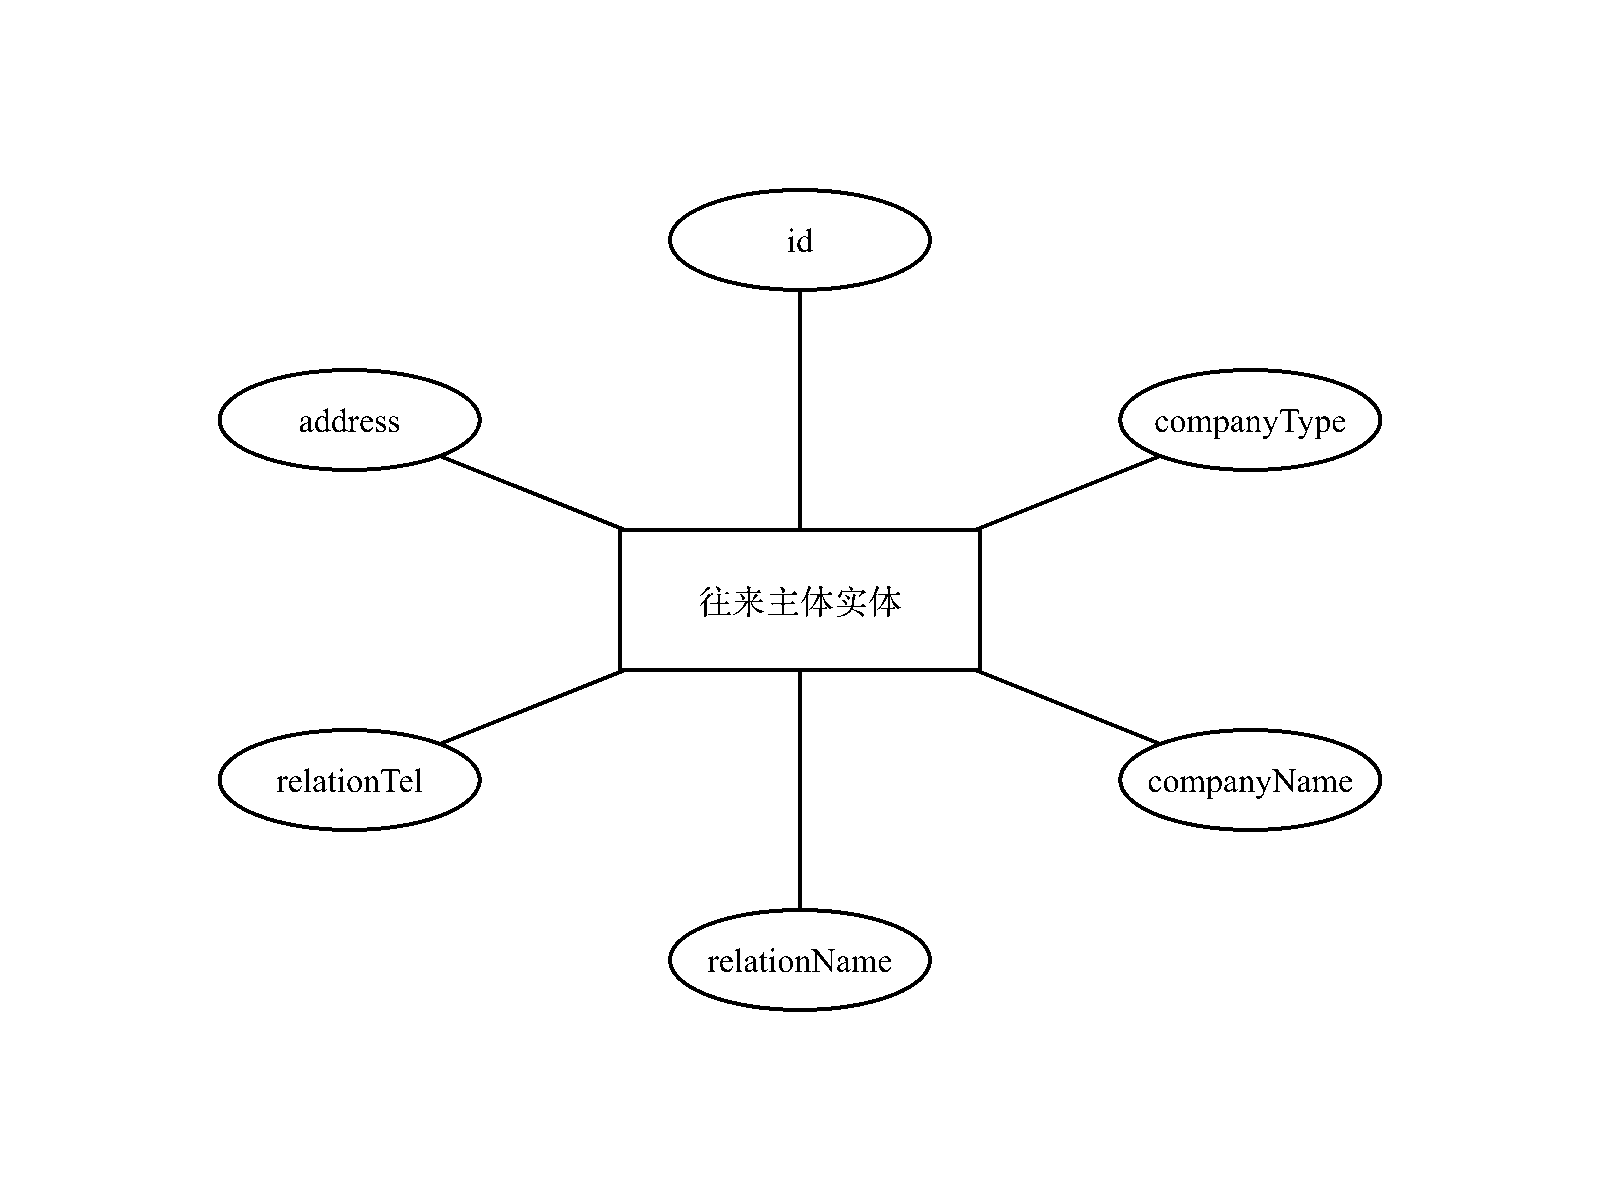 id
address
companyType
往来主体实体
relationTel
companyName
relationName